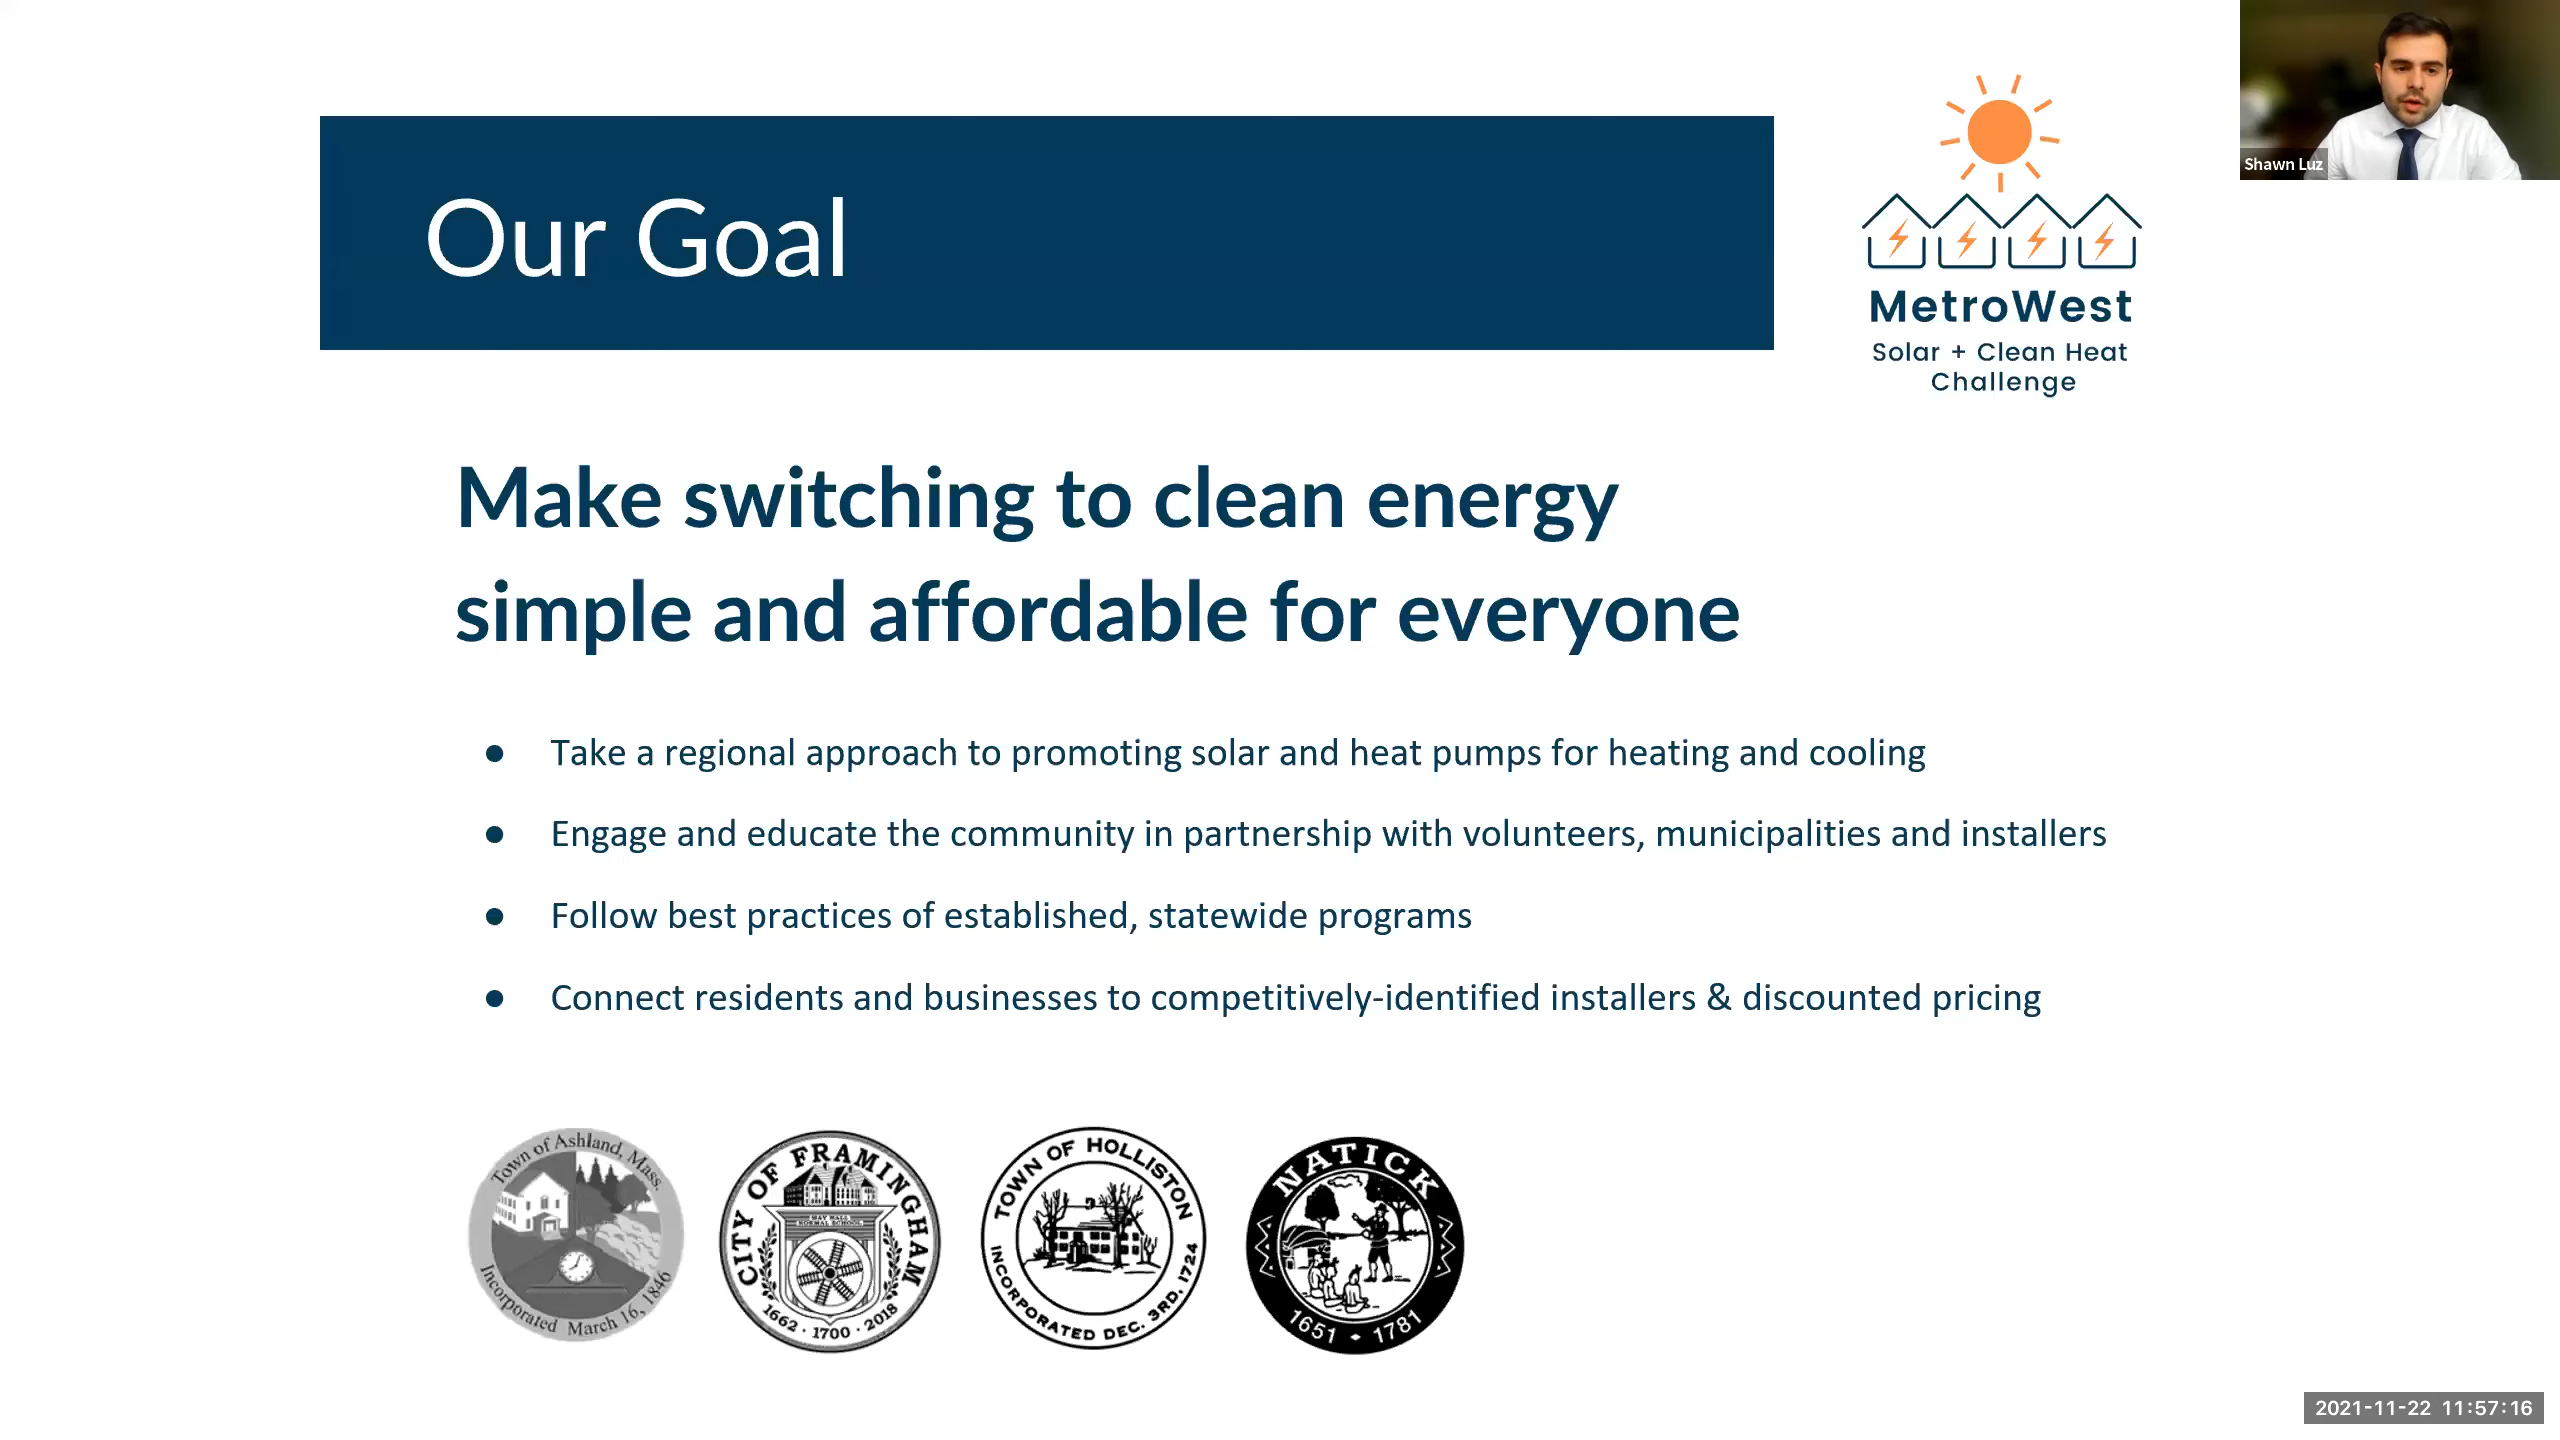 Shawn Luz
Our Goal
MetroWest
Solar + Clean Heat
Challenge
Make switching to clean energy
simple and affordable for everyone
● Take a regional approach to promoting solar and heat pumps for heating and cooling
● Engage and educate the community in partnership with volunteers, municipalities and installers
● Follow best practices of established, statewide programs
● Connect residents and businesses to competitively-identified installers & discounted pricing
Town of Ashland, Mass.
Incorporated March 16, 1846
CITY OF FRAMINGHAM
MAY HALL
NORMAL SCHOOL
1662 · 1700 · 2018
TOWN OF HOLLISTON
INCORPORATED DEC. 3RD. 1724
NATICK
1651 • 1781
2021-11-22 11:57:16